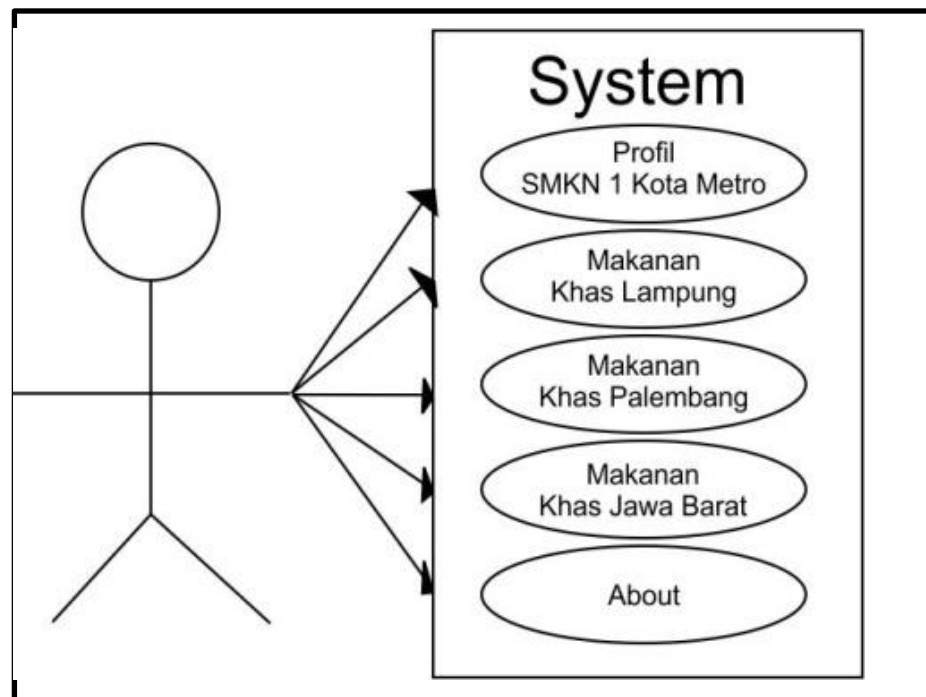 System
Profil
SMKN 1 Kota Metro
Makanan
Khas Lampung
Makanan
Khas Palembang
Makanan
Khas Jawa Barat
About